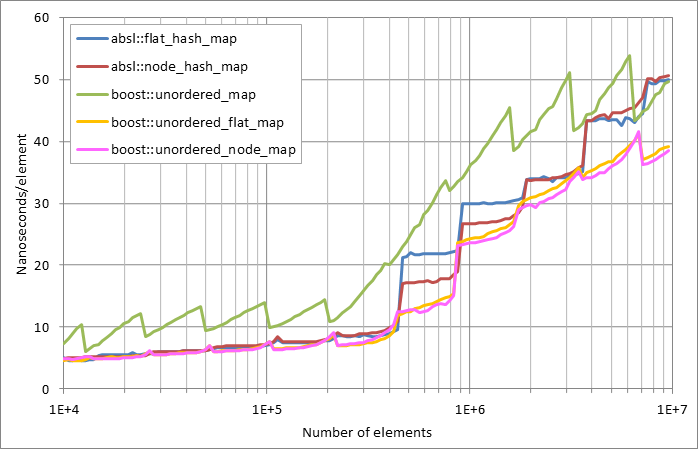 60
50
40
30
20
10
0
Nanoseconds/element
absl::flat_hash_map
absl::node_hash_map
boost::unordered_map
boost::unordered_flat_map
boost::unordered_node_map
1E+4 1E+5 1E+6 1E+7
Number of elements